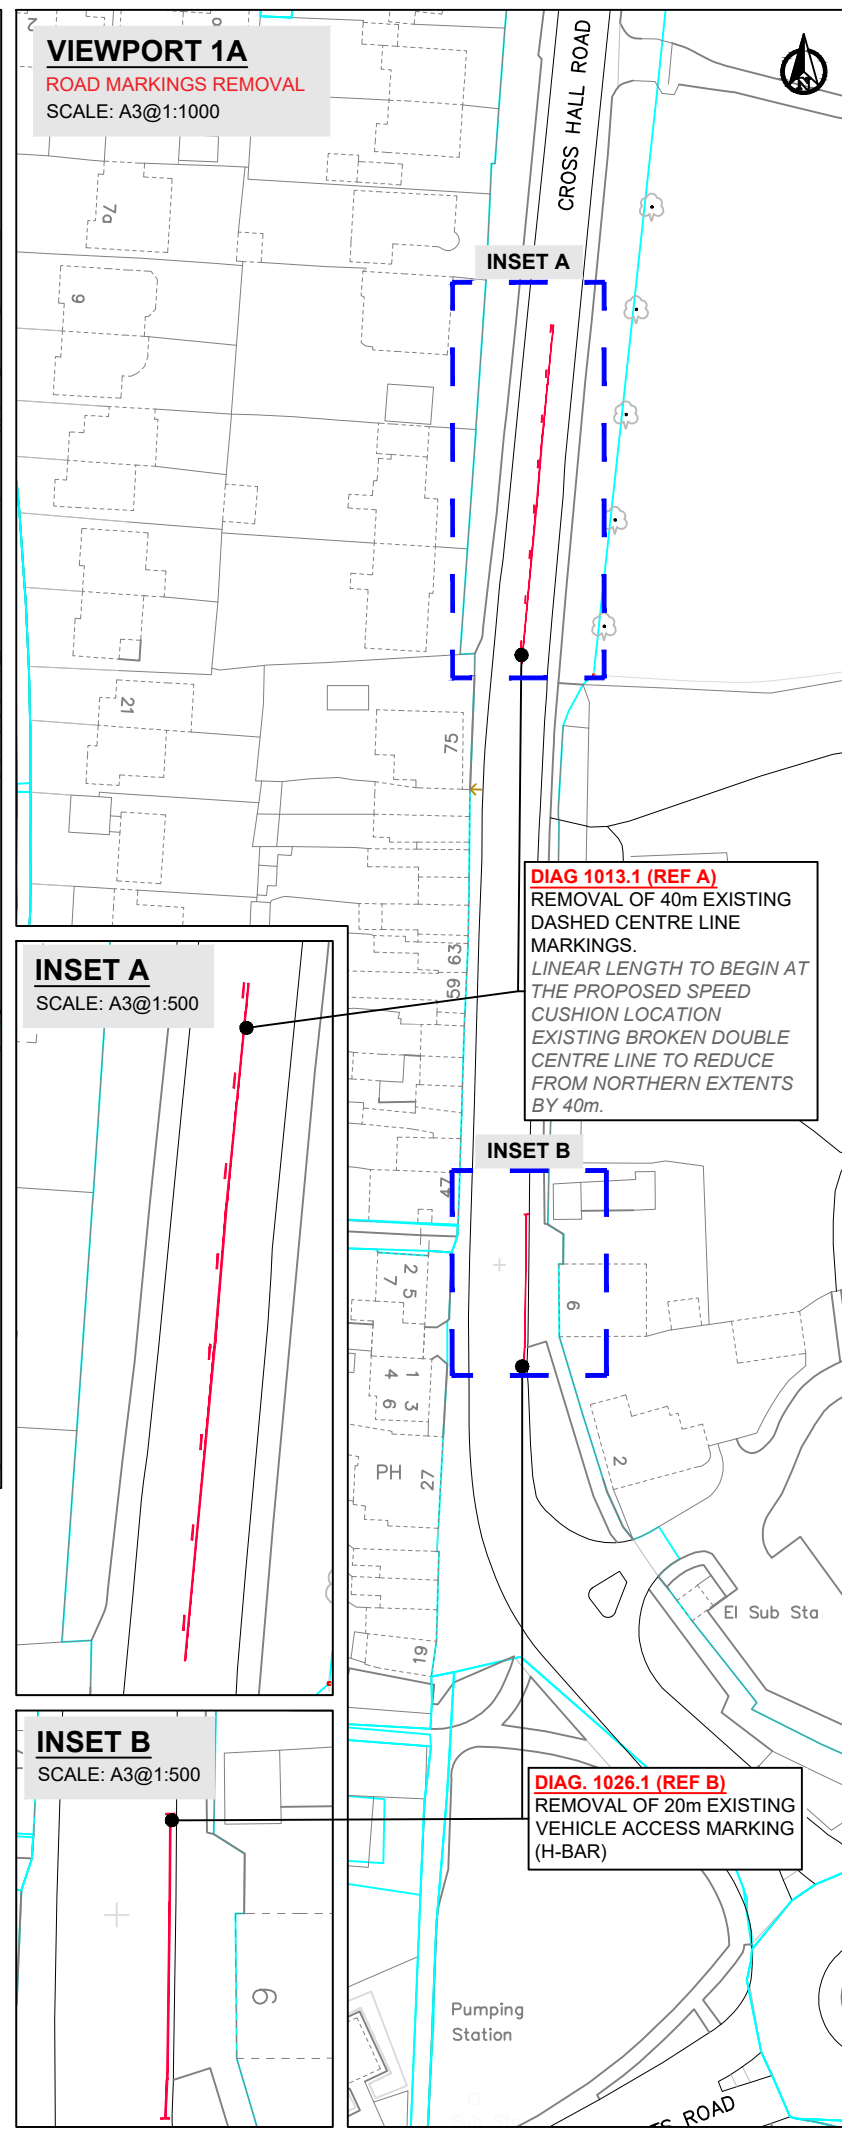 VIEWPORT 1A
ROAD MARKINGS REMOVAL
SCALE: A3@1:1000
CROSS HALL ROAD
N
7a
9
INSET A
21
75
DIAG 1013.1 (REF A)
REMOVAL OF 40m EXISTING
DASHED CENTRE LINE
MARKINGS.
LINEAR LENGTH TO BEGIN AT
THE PROPOSED SPEED
CUSHION LOCATION
EXISTING BROKEN DOUBLE
CENTRE LINE TO REDUCE
FROM NORTHERN EXTENTS
BY 40m.
63
59
INSET A
SCALE: A3@1:500
INSET B
47
2 5
7
6
1 3
4 6
2
PH
27
El Sub Sta
19
INSET B
SCALE: A3@1:500
DIAG. 1026.1 (REF B)
REMOVAL OF 20m EXISTING
VEHICLE ACCESS MARKING
(H-BAR)
6
Pumping
Station
ROAD